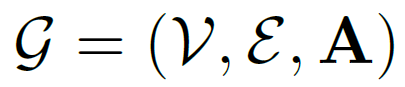 𝒢 = (𝒱, ℰ, 𝐀)